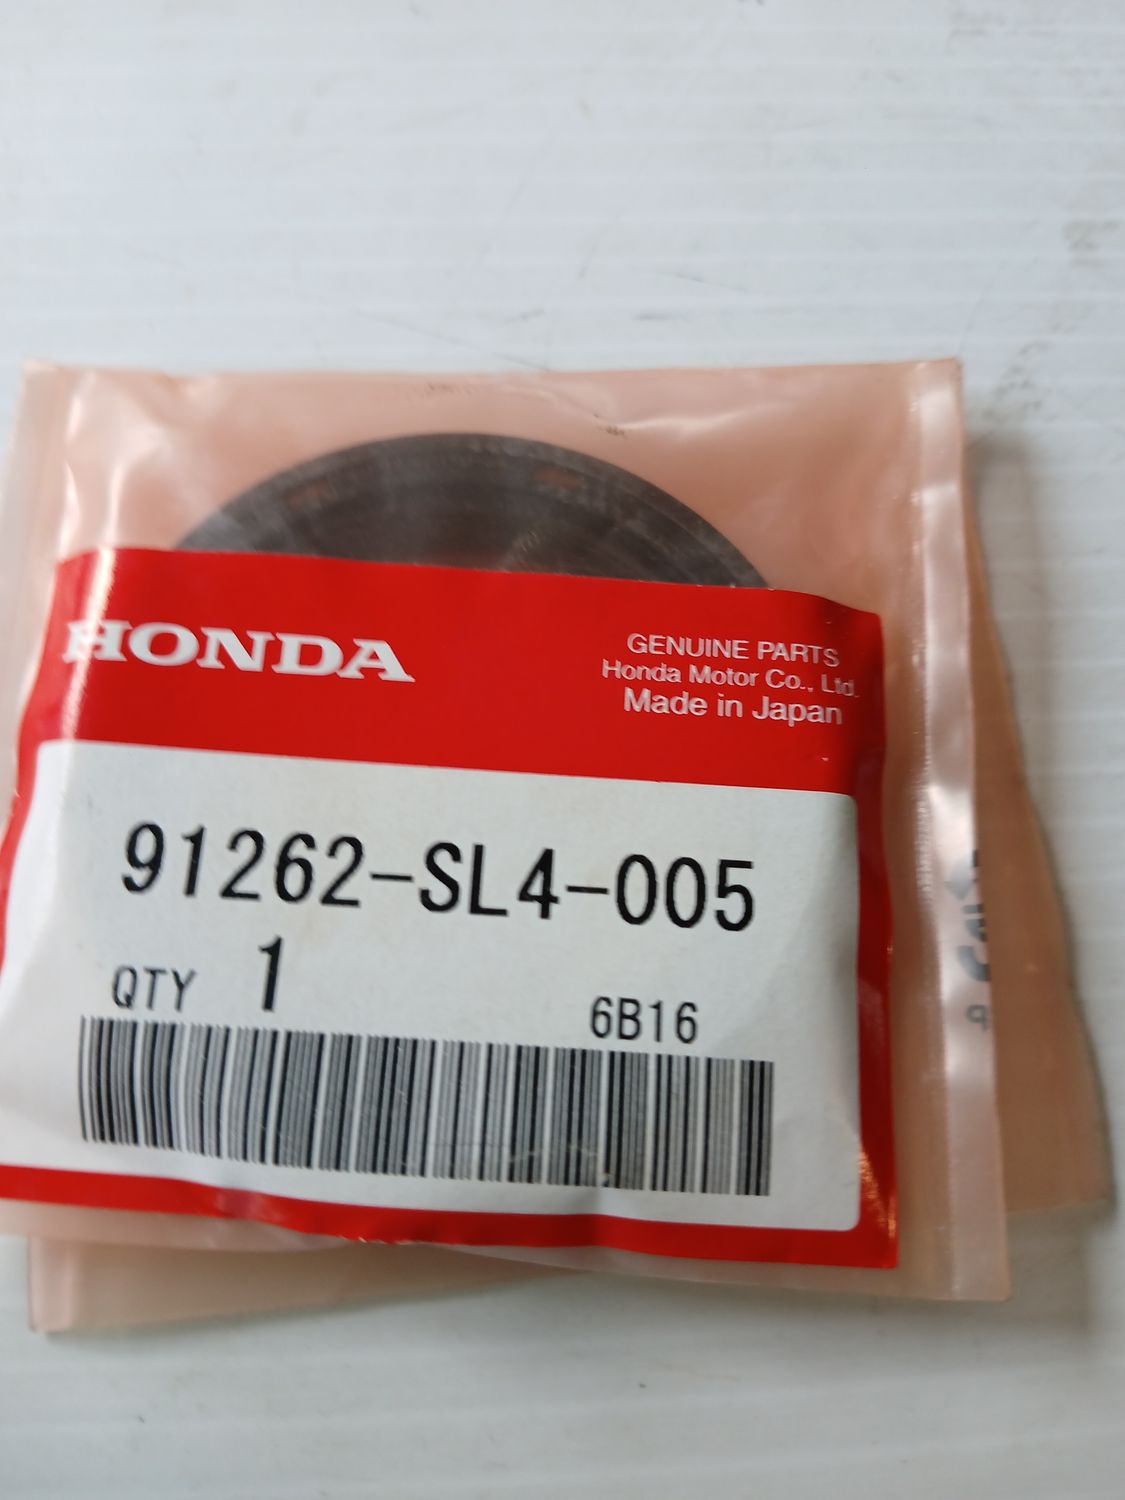 HONDA
GENUINE PARTS
Honda Motor Co., Ltd.
Made in Japan
91262-SL4-005
QTY 1
6B16